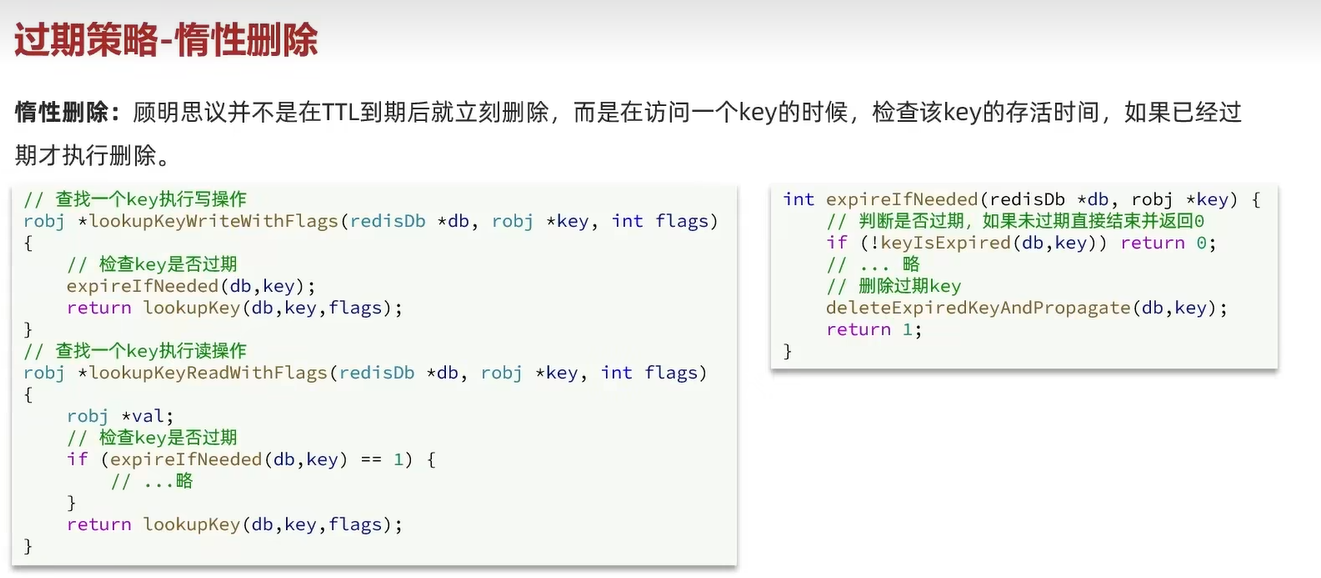 过期策略-惰性删除
惰性删除：顾明思议并不是在TTL到期后就立刻删除，而是在访问一个key的时候，检查该key的存活时间，如果已经过
期才执行删除。
// 查找一个key执行写操作
robj *lookupKeyWriteWithFlags(redisDb *db, robj *key, int flags)
{
    // 检查key是否过期
    expireIfNeeded(db,key);
    return lookupKey(db,key,flags);
}
// 查找一个key执行读操作
robj *lookupKeyReadWithFlags(redisDb *db, robj *key, int flags)
{
    robj *val;
    // 检查key是否过期
    if (expireIfNeeded(db,key) == 1) {
        // ...略
    }
    return lookupKey(db,key,flags);
}
int expireIfNeeded(redisDb *db, robj *key) {
    // 判断是否过期，如果未过期直接结束并返回0
    if (!keyIsExpired(db,key)) return 0;
    // ... 略
    // 删除过期key
    deleteExpiredKeyAndPropagate(db,key);
    return 1;
}